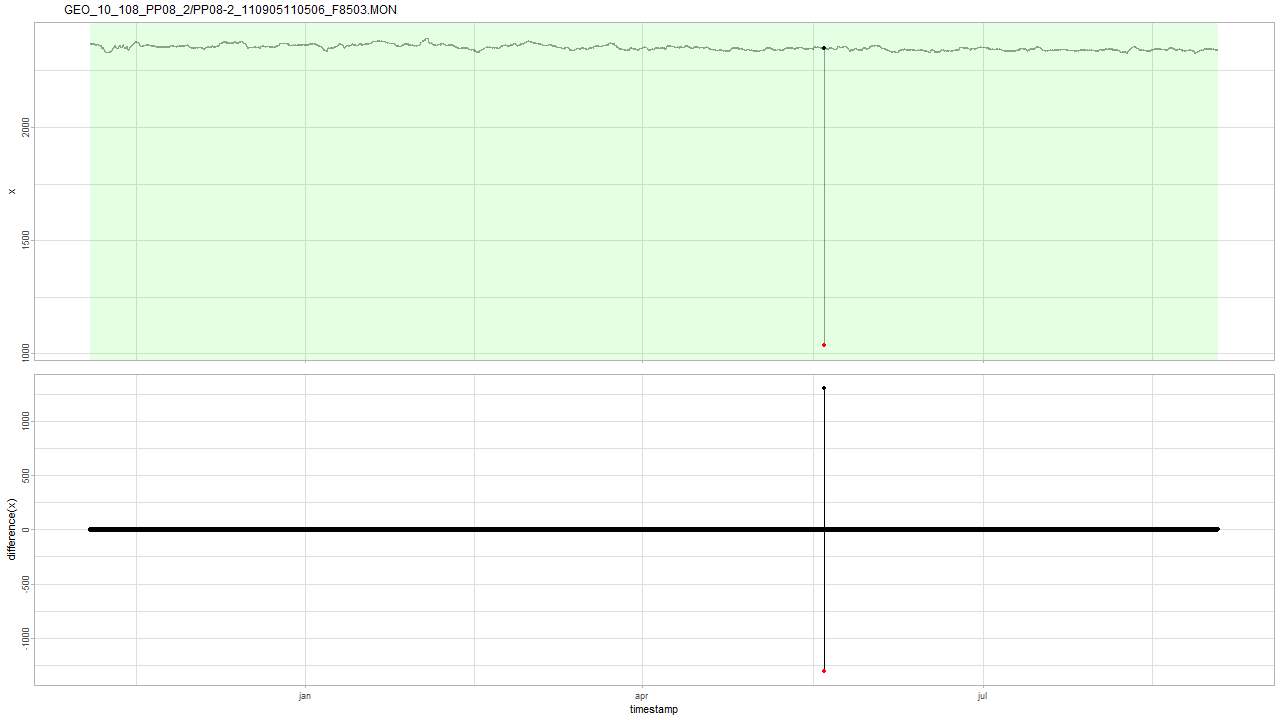 GEO_10_108_PP08_2/PP08-2_110905110506_F8503.MON
2000
1500
1000
x
1000
500
0
-500
-1000
difference(x)
jan
apr
jul
timestamp